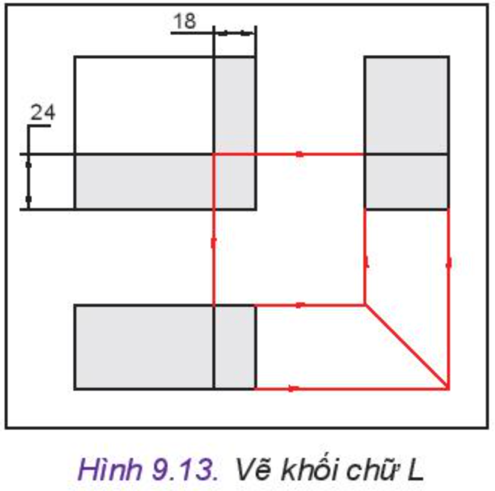 18
24
Hình 9.13. Vẽ khối chữ L